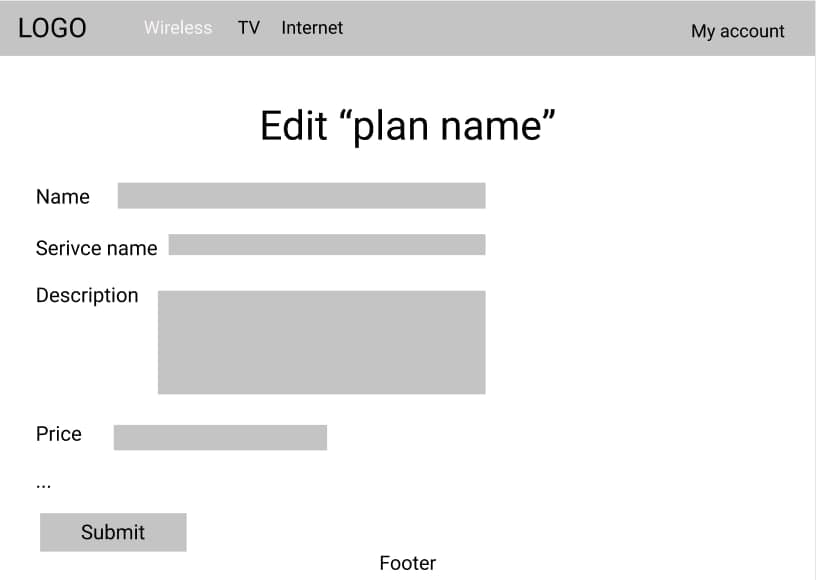 LOGO Wireless TV Internet My account
Edit “plan name”
Name
Serivce name
Description
Price
...
Submit
Footer